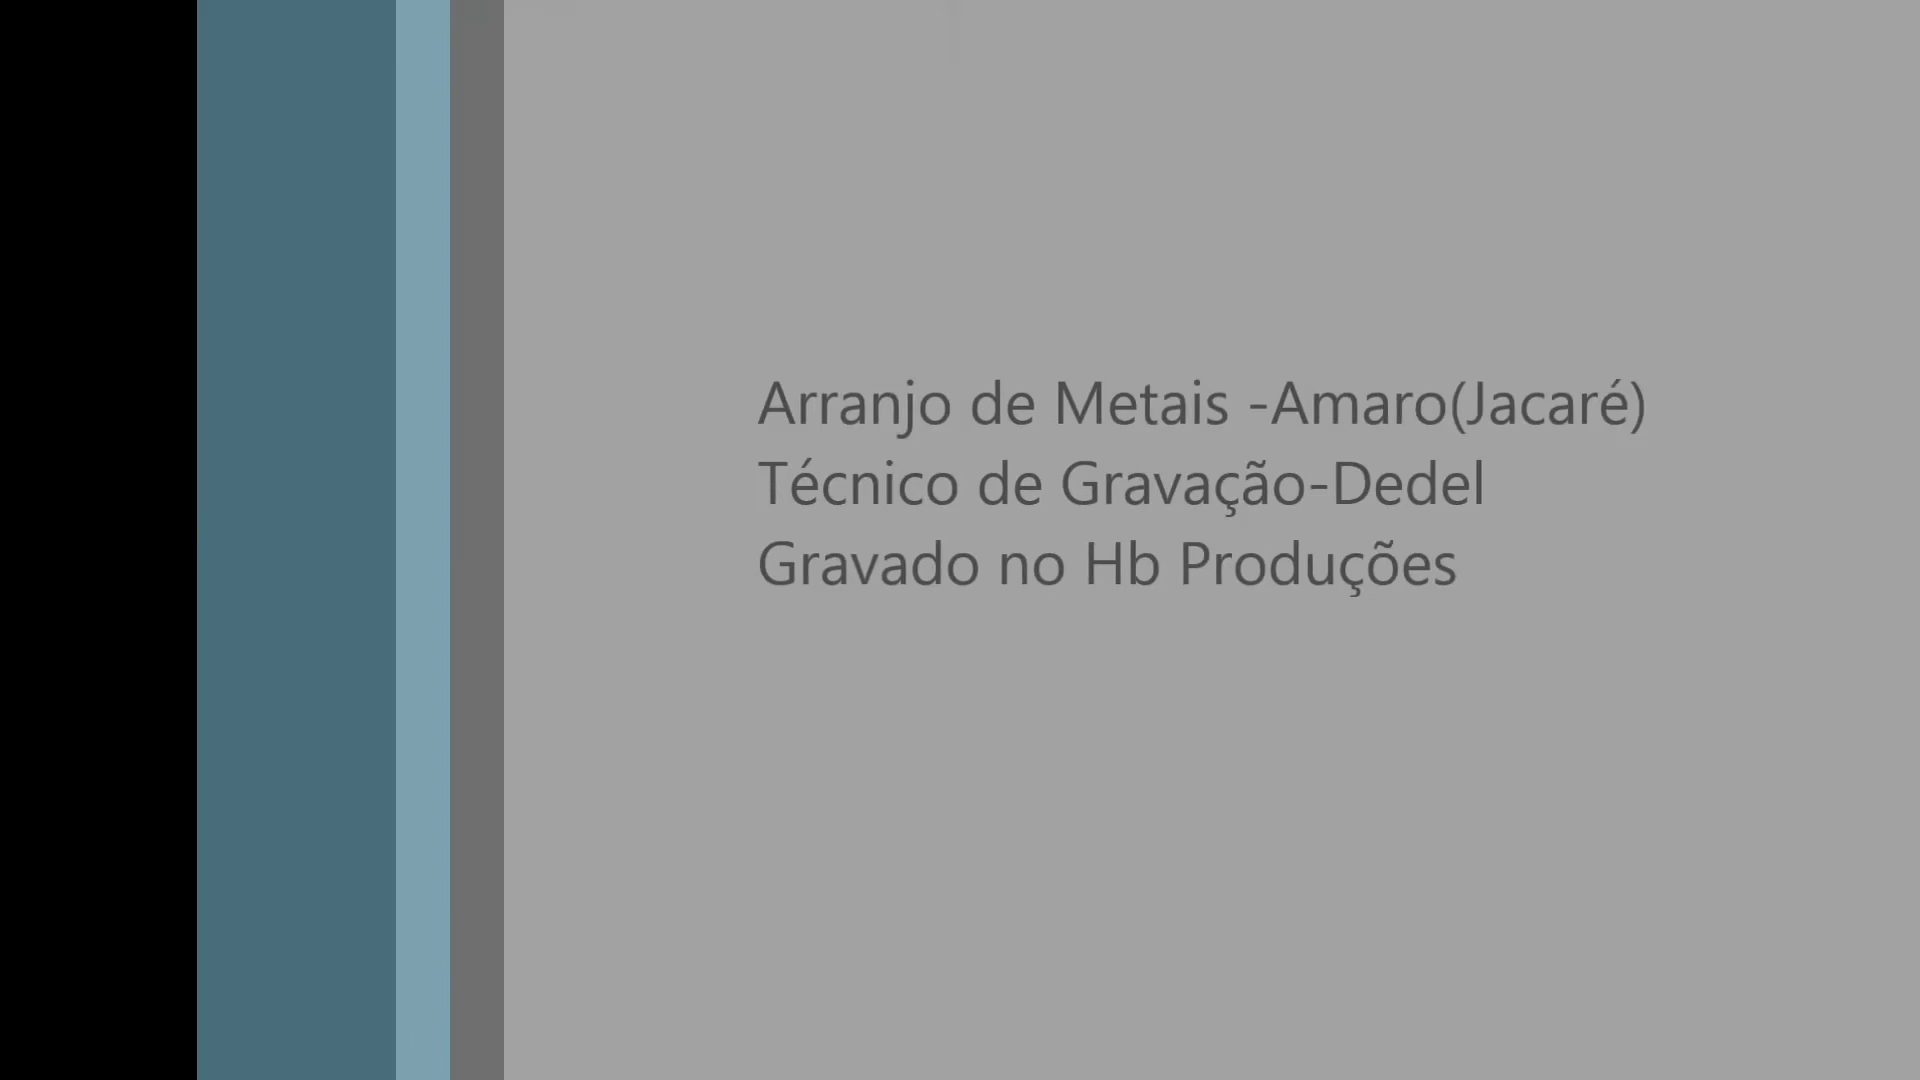 Arranjo de Metais -Amaro(Jacaré)
Técnico de Gravação-Dedel
Gravado no Hb Produções